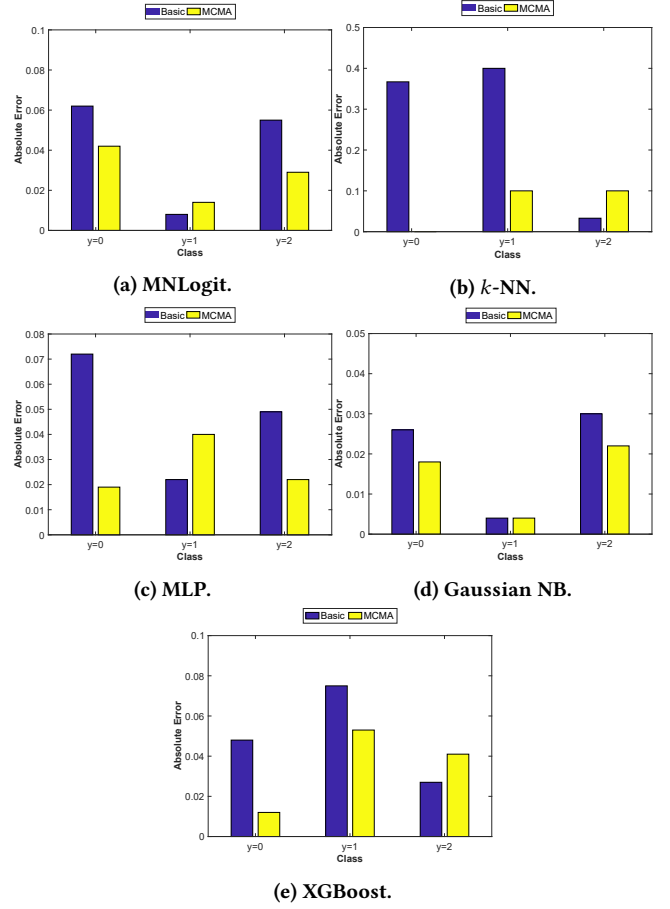 Basic MCMA
0.1
0.08
0.06
0.04
0.02
0
Absolute Error
y=0 y=1 y=2
Class
(a) MNLogit.
Basic MCMA
0.5
0.4
0.3
0.2
0.1
0
Absolute Error
y=0 y=1 y=2
Class
(b) k-NN.
Basic MCMA
0.08
0.07
0.06
0.05
0.04
0.03
0.02
0.01
0
Absolute Error
y=0 y=1 y=2
Class
(c) MLP.
Basic MCMA
0.05
0.04
0.03
0.02
0.01
0
Absolute Error
y=0 y=1 y=2
Class
(d) Gaussian NB.
Basic MCMA
0.1
0.08
0.06
0.04
0.02
0
Absolute Error
y=0 y=1 y=2
Class
(e) XGBoost.